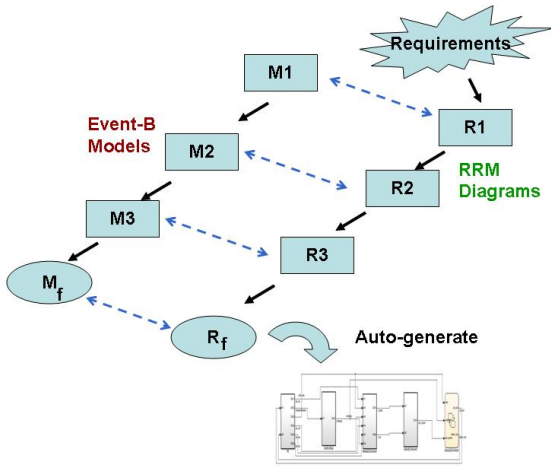 Requirements
M1
R1
Event-B
Models
M2
R2
RRM
Diagrams
M3
R3
Mf
Rf
Auto-generate